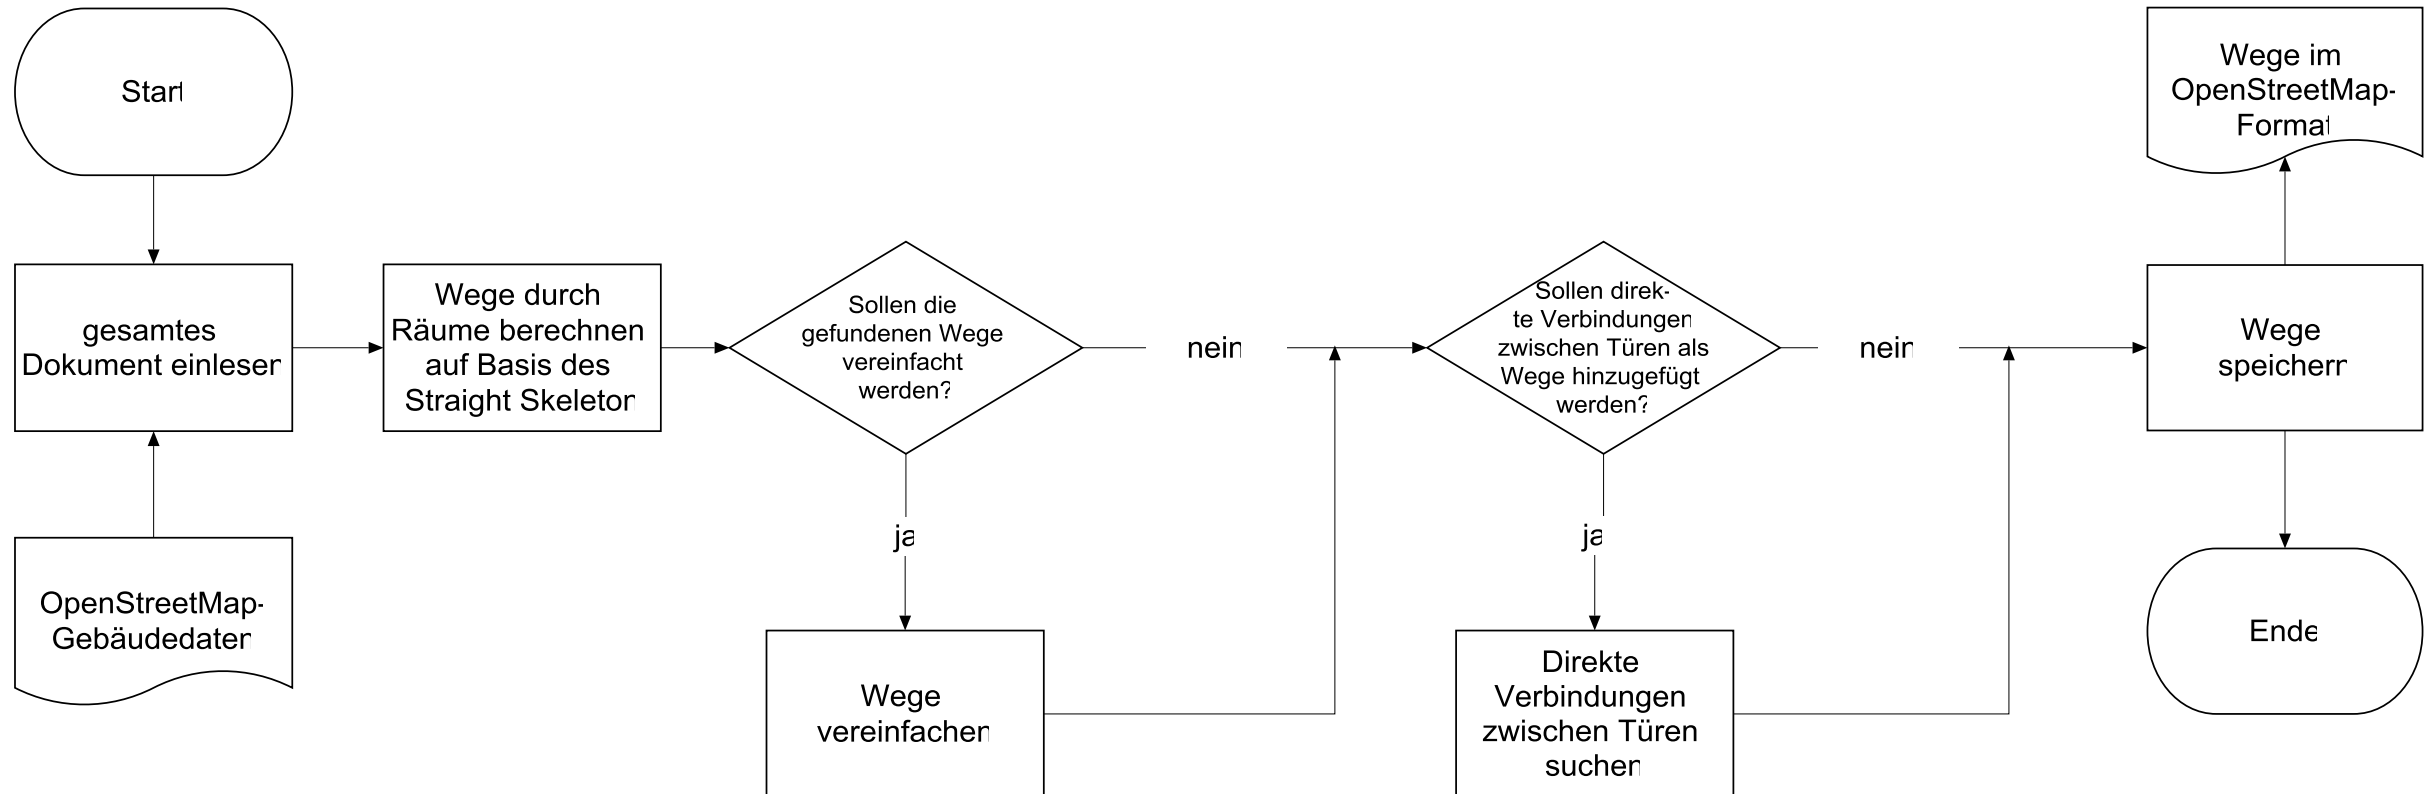 Start
gesamtes
Dokument einlesen
OpenStreetMap-
Gebäudedaten
Wege durch
Räume berechnen
auf Basis des
Straight Skeleton
Sollen die
gefundenen Wege
vereinfacht
werden?
nein
ja
Wege
vereinfachen
Sollen direk-
te Verbindungen
zwischen Türen als
Wege hinzugefügt
werden?
nein
ja
Direkte
Verbindungen
zwischen Türen
suchen
Wege im
OpenStreetMap-
Format
Wege
speichern
Ende